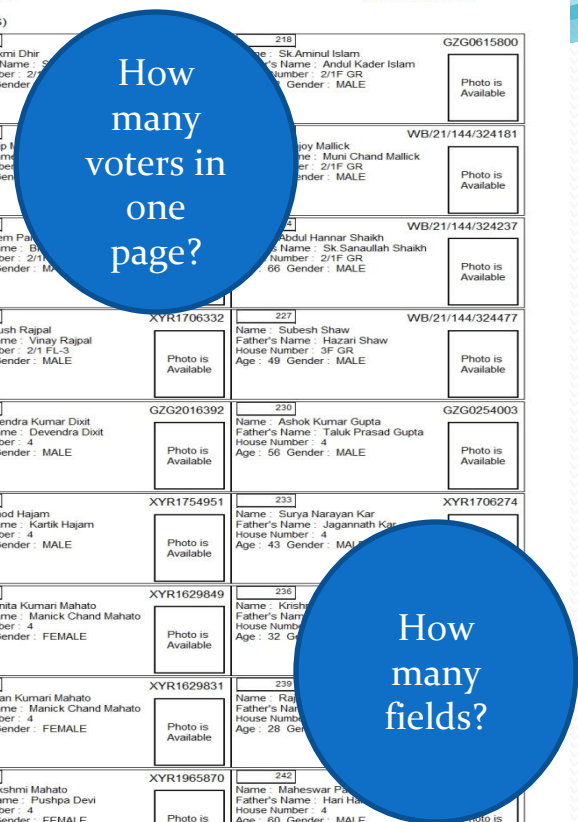 How
many
voters in
one
page?
218
GZG0615800
Sk.Aminul Islam
Name : Andul Kader Islam
Number : 2/1F GR
Gender : MALE
Photo is
Available
WB/21/144/324181
Mallick
Muni Chand Mallick
2/1F GR
MALE
Photo is
Available
WB/21/144/324237
Abdul Hannar Shaikh
Name : Sk.Sanaullah Shaikh
Number : 2/1F GR
66 Gender : MALE
Photo is
Available
XYR1706332
Rajpal
Vinay Rajpal
2/1 FL-3
MALE
Photo is
Available
227
WB/21/144/324477
Name : Subesh Shaw
Father's Name : Hazari Shaw
House Number : 3F GR
Age : 49 Gender : MALE
Photo is
Available
GZG2016392
Kumar Dixit
Devendra Dixit
4
MALE
Photo is
Available
230
GZG0254003
Name : Ashok Kumar Gupta
Father's Name : Taluk Prasad Gupta
House Number : 4
Age : 56 Gender : MALE
Photo is
Available
XYR1754951
Hajam
Kartik Hajam
4
MALE
Photo is
Available
233
XYR1706274
Name : Surya Narayan Kar
Father's Name : Jagannath Kar
House Number : 4
Age : 43 Gender :
XYR1629849
Kumari Mahato
Manick Chand Mahato
4
FEMALE
Photo is
Available
236
Name :
Father's
House
Age : 32
XYR1629831
Kumari Mahato
Manick Chand Mahato
4
FEMALE
Photo is
Available
239
Name :
Father's
House
Age : 28
How
many
fields?
XYR1965870
Mahato
Pushpa Devi
4
FEMALE
Photo is
242
Name : Maheswar
Father's Name : Hari
House Number : 4
Age : 60 Gender : MALE